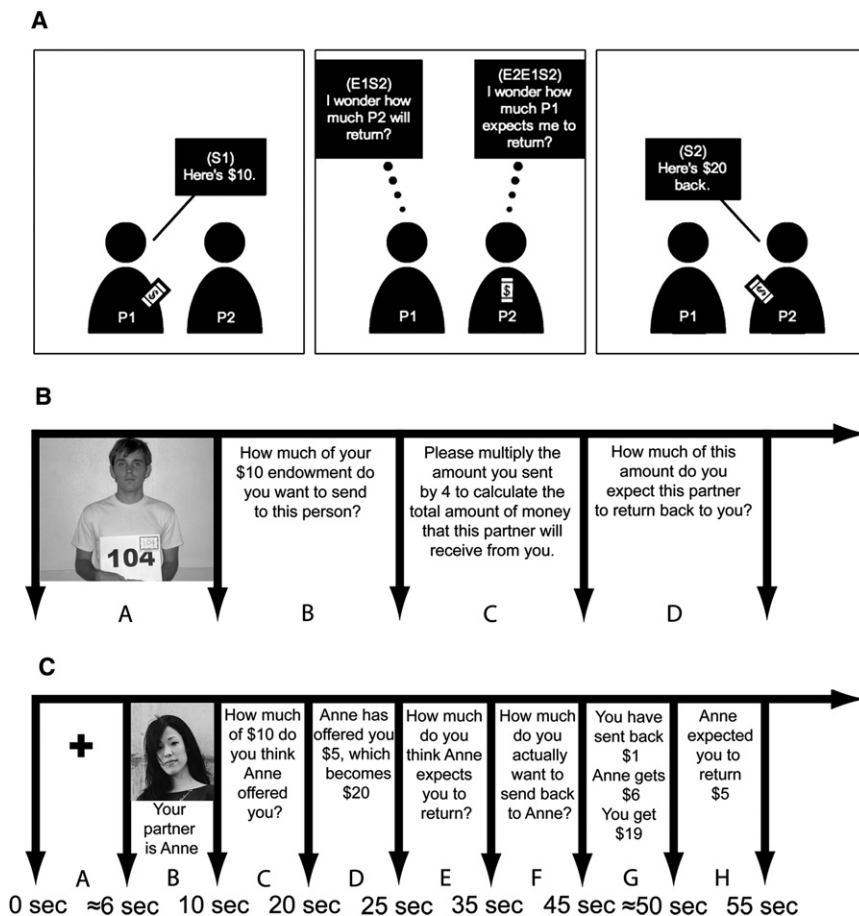 A
(S1)
Here's $10.
P1
P2
(E1S2)
I wonder how
much P2 will
return?
(E2E1S2)
I wonder how
much P1
expects me to
return?
P1
$
P2
(S2)
Here's $20
back.
$
P1
P2
B
104
How much of your
$10 endowment do
you want to send
to this person?
Please multiply the
amount you sent
by 4 to calculate the
total amount of money
that this partner will
receive from you.
How much of this
amount do you
expect this partner
to return back to you?
A
B
C
D
C
+
Your
partner
is Anne
How much
of $10 do
you think
Anne
offered
you?
Anne has
offered you
$5, which
becomes
$20
How much
do you
think Anne
expects
you to
return?
How much
do you
actually
want to
send back
to Anne?
You have
sent back
$1
Anne gets
$6
You get
$19
Anne
expected
you to
return
$5
A
B
C
D
E
F
G
H
0 sec ≈6 sec 10 sec 20 sec 25 sec 35 sec 45 sec ≈50 sec 55 sec